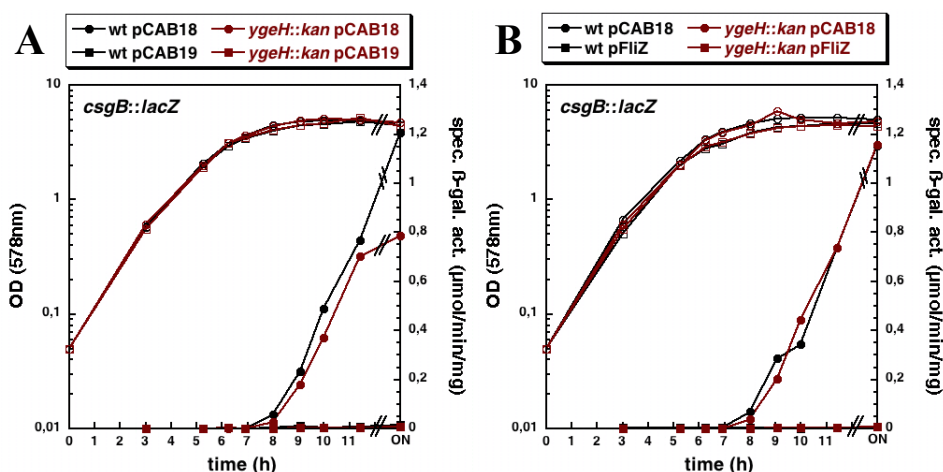 A
wt pCAB18 ygeH::kan pCAB18
wt pCAB19 ygeH::kan pCAB19
csgB::lacZ
OD (578nm)
10
1
0,1
0,01
spec. ß-gal. act. (µmol/min/mg)
1,4
1,2
1
0,8
0,6
0,4
0,2
0
0 1 2 3 4 5 6 7 8 9 10 11 ON
time (h)
B
wt pCAB18 ygeH::kan pCAB18
wt pFliZ ygeH::kan pFliZ
csgB::lacZ
OD (578nm)
10
1
0,1
0,01
spec. ß-gal. act. (µmol/min/mg)
1,4
1,2
1
0,8
0,6
0,4
0,2
0
0 1 2 3 4 5 6 7 8 9 10 11 ON
time (h)